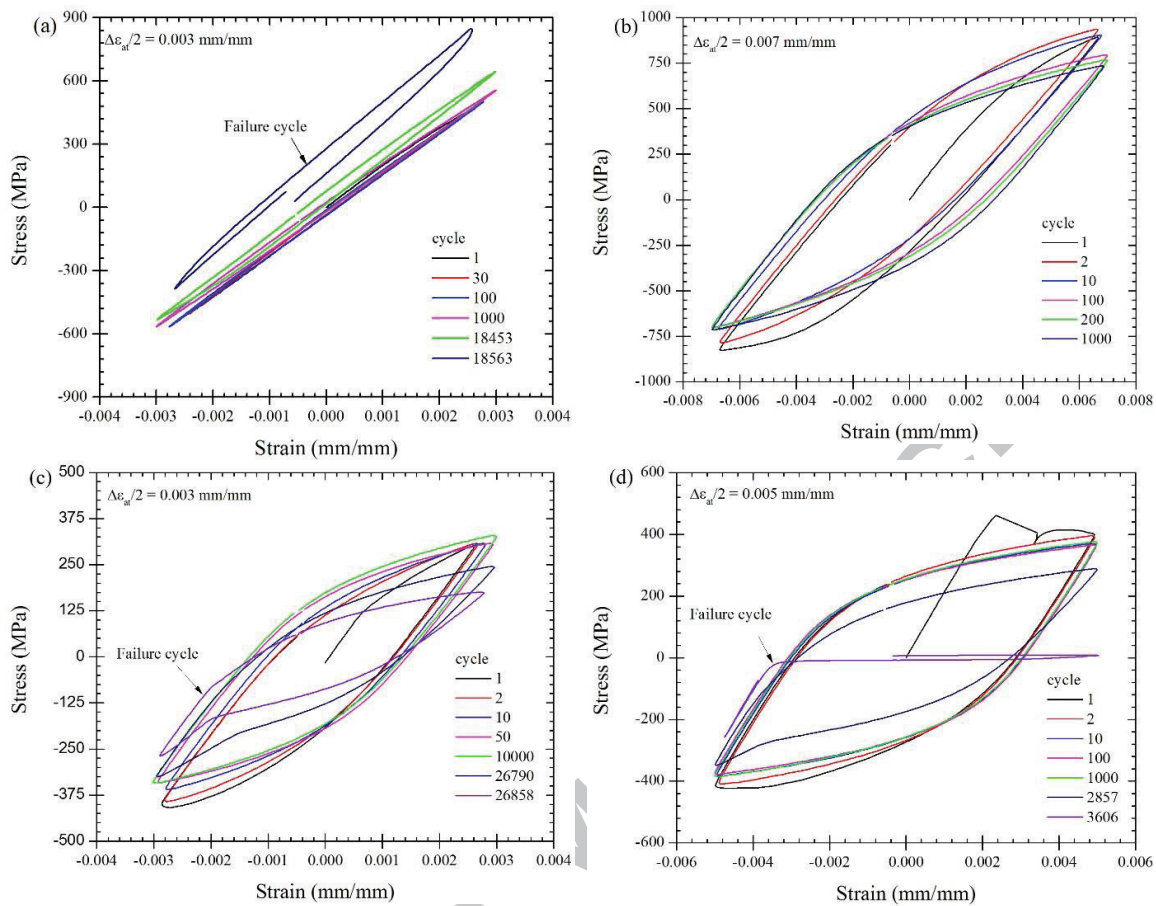 (a)
Δε_at/2 = 0.003 mm/mm
900
600
300
0
-300
-600
-900
Stress (MPa)
Failure cycle
cycle
1
30
100
1000
18453
18563
-0.004 -0.003 -0.002 -0.001 0.000 0.001 0.002 0.003 0.004
Strain (mm/mm)
(b)
Δε_at/2 = 0.007 mm/mm
1000
750
500
250
0
-250
-500
-750
-1000
Stress (MPa)
cycle
1
2
10
100
200
1000
-0.008 -0.006 -0.004 -0.002 0.000 0.002 0.004 0.006 0.008
Strain (mm/mm)
(c)
Δε_at/2 = 0.003 mm/mm
500
375
250
125
0
-125
-250
-375
-500
Stress (MPa)
Failure cycle
cycle
1
2
10
50
10000
26790
26858
-0.004 -0.003 -0.002 -0.001 0.000 0.001 0.002 0.003 0.004
Strain (mm/mm)
(d)
Δε_at/2 = 0.005 mm/mm
600
400
200
0
-200
-400
-600
Stress (MPa)
Failure cycle
cycle
1
2
10
100
1000
2857
3606
-0.006 -0.004 -0.002 0.000 0.002 0.004 0.006
Strain (mm/mm)